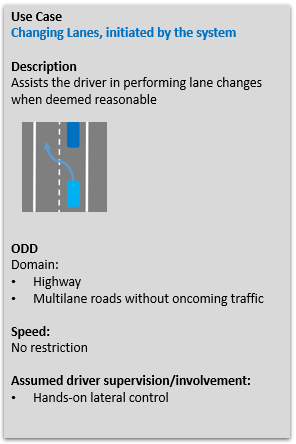 Use Case
Changing Lanes, initiated by the system
Description
Assists the driver in performing lane changes
when deemed reasonable
ODD
Domain:
• Highway
• Multilane roads without oncoming traffic
Speed:
No restriction
Assumed driver supervision/involvement:
• Hands-on lateral control